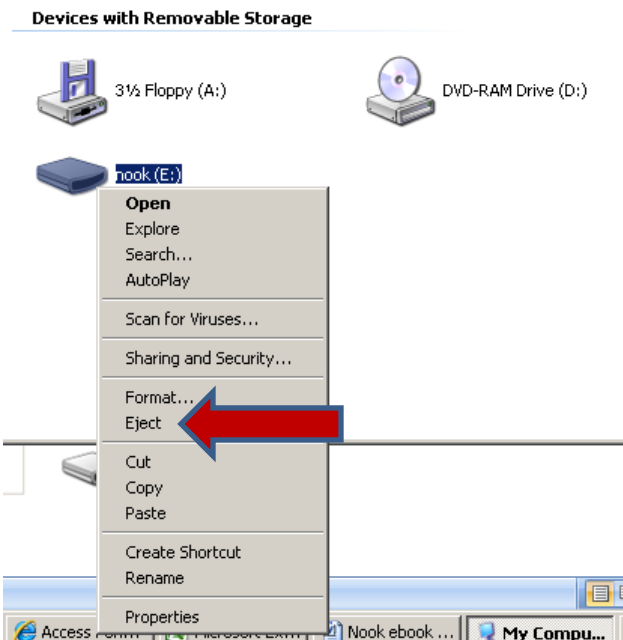 Devices with Removable Storage
3½ Floppy (A:)
DVD-RAM Drive (D:)
nook (E:)
Open
Explore
Search...
AutoPlay
Scan for Viruses...
Sharing and Security...
Format...
Eject
Cut
Copy
Paste
Create Shortcut
Rename
Properties
Access
Nook ebook ...
My Compu...